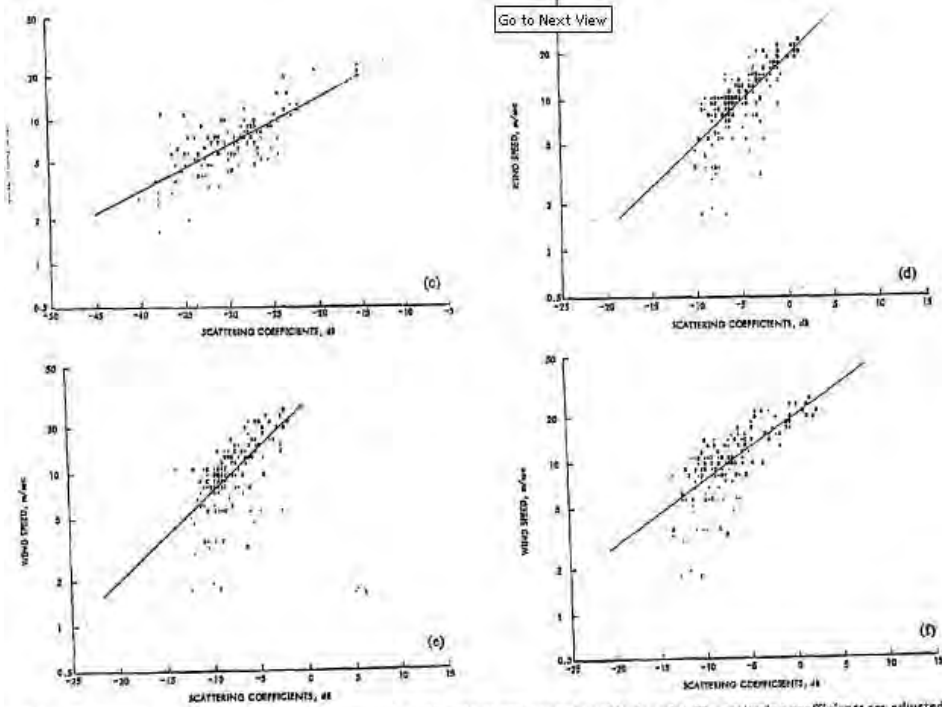 Go to Next View
50
20
10
5
2
1
0.5
-50 -45 -40 -35 -30 -25 -20 -15 -10 -5
SCATTERING COEFFICIENTS, dB
(c)
20
10
5
2
1
0.5
-25 -20 -15 -10 -5 0 5 10 15
WIND SPEED, m/sec
SCATTERING COEFFICIENTS, dB
(d)
50
20
10
5
2
1
0.5
-25 -20 -15 -10 -5 0 5 10 15
WIND SPEED, m/sec
SCATTERING COEFFICIENTS, dB
(e)
50
20
10
5
2
1
0.5
-25 -20 -15 -10 -5 0 5 10 15
WIND SPEED, m/sec
SCATTERING COEFFICIENTS, dB
(f)
are adjusted